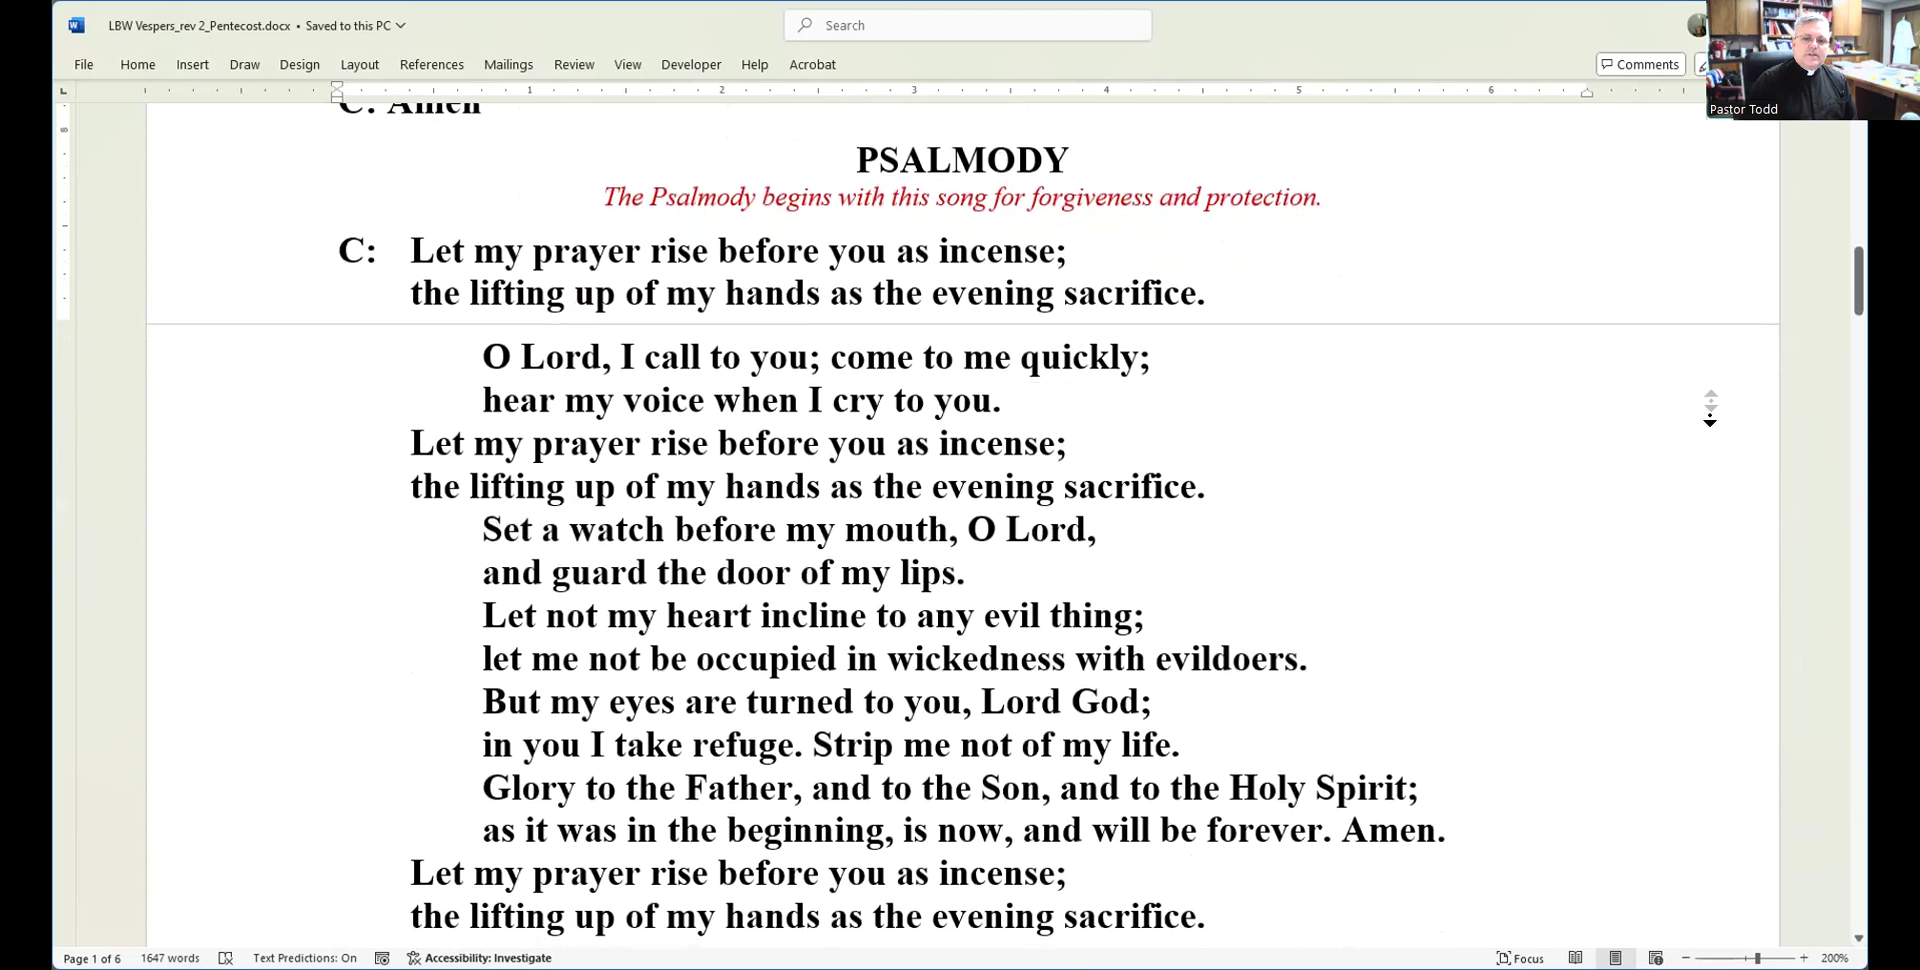 LBW Vespers_rev 2_Pentecost.docx • Saved to this PC
Search
File Home Insert Draw Design Layout References Mailings Review View Developer Help Acrobat
Comments
Pastor Todd
1 2 3 4 5 6
C: Amen
PSALMODY
The Psalmody begins with this song for forgiveness and protection.
C: Let my prayer rise before you as incense;
the lifting up of my hands as the evening sacrifice.
O Lord, I call to you; come to me quickly;
hear my voice when I cry to you.
Let my prayer rise before you as incense;
the lifting up of my hands as the evening sacrifice.
Set a watch before my mouth, O Lord,
and guard the door of my lips.
Let not my heart incline to any evil thing;
let me not be occupied in wickedness with evildoers.
But my eyes are turned to you, Lord God;
in you I take refuge. Strip me not of my life.
Glory to the Father, and to the Son, and to the Holy Spirit;
as it was in the beginning, is now, and will be forever. Amen.
Let my prayer rise before you as incense;
the lifting up of my hands as the evening sacrifice.
Page 1 of 6 1647 words Text Predictions: On Accessibility: Investigate Focus 200%